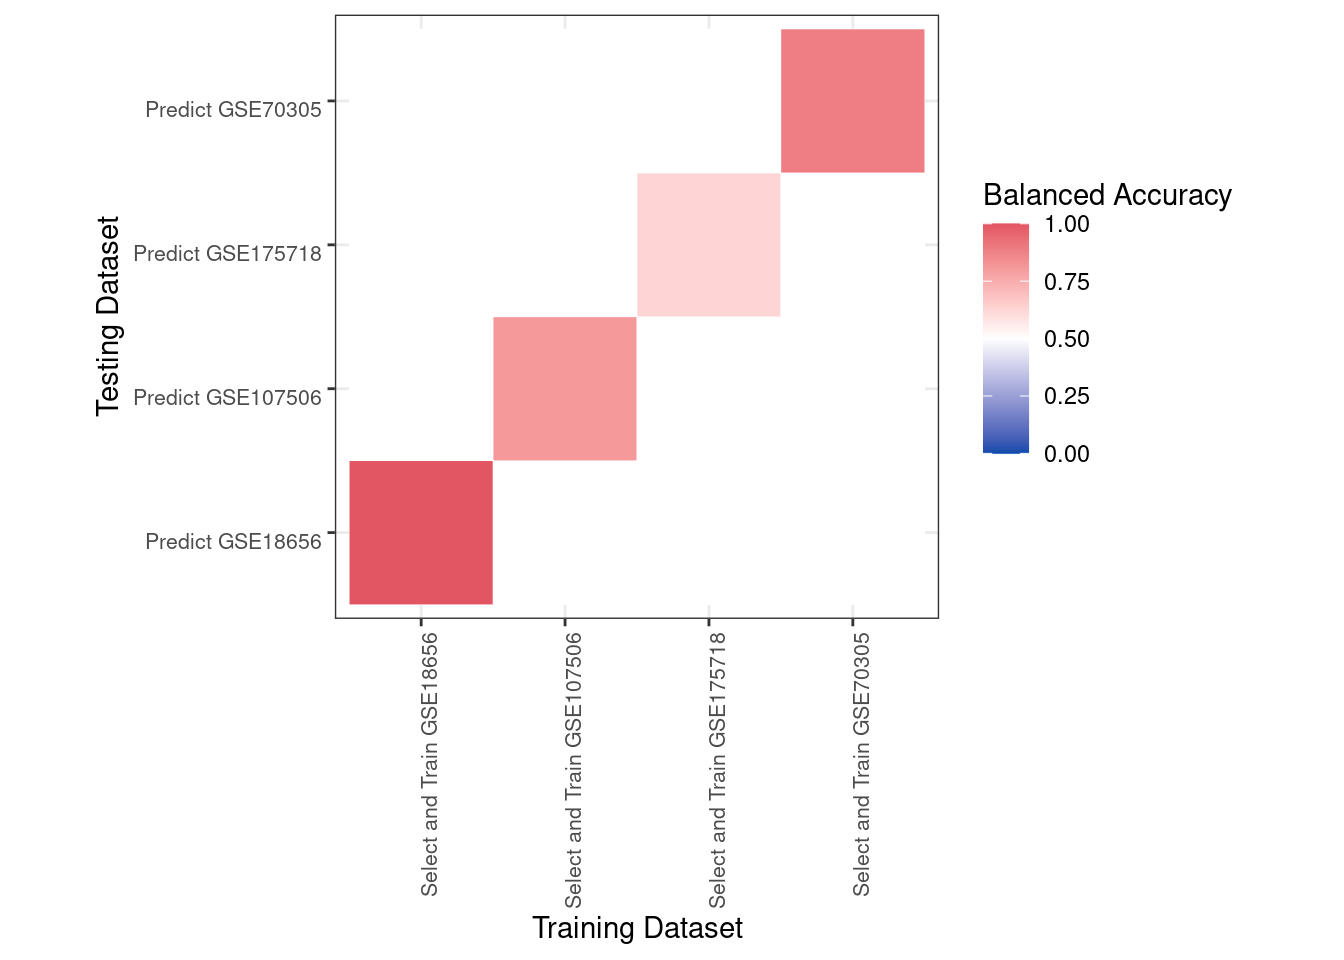 Predict GSE70305
Predict GSE175718
Predict GSE107506
Predict GSE18656
Testing Dataset
Select and Train GSE18656
Select and Train GSE107506
Select and Train GSE175718
Select and Train GSE70305
Training Dataset
Balanced Accuracy
1.00
0.75
0.50
0.25
0.00